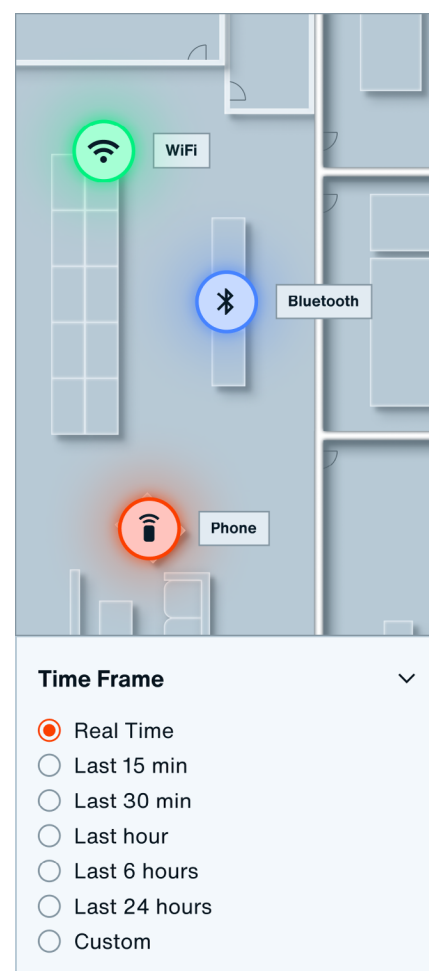 WiFi
Bluetooth
Phone
Time Frame
Real Time
Last 15 min
Last 30 min
Last hour
Last 6 hours
Last 24 hours
Custom